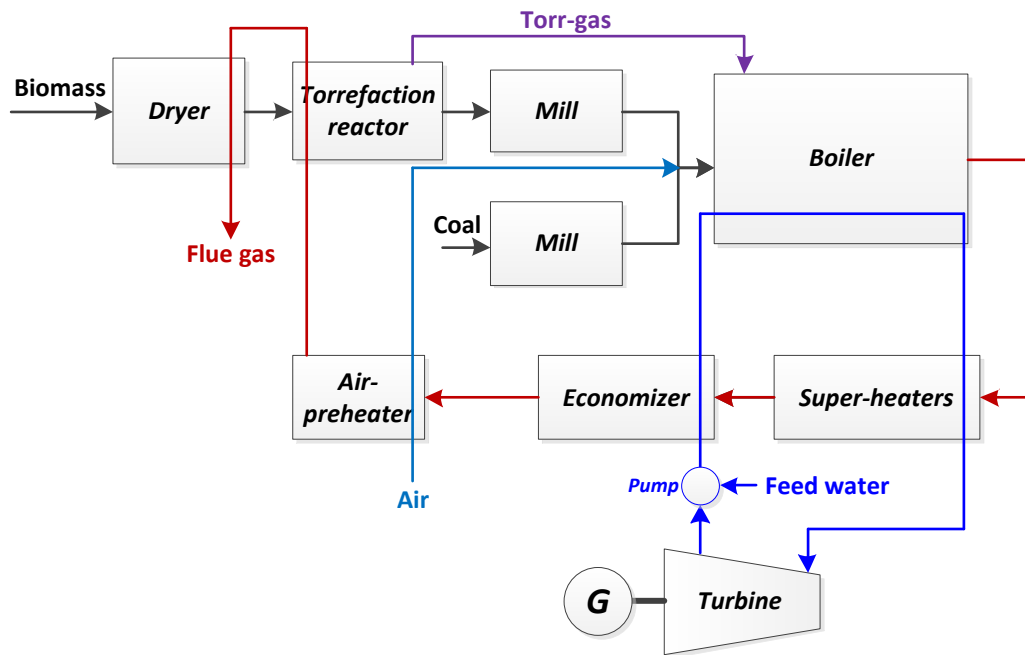 Torr-gas
Biomass
Dryer
Torrefaction
reactor
Mill
Boiler
Coal
Mill
Flue gas
Air-
preheater
Economizer
Super-heaters
Air
Pump
Feed water
G
Turbine